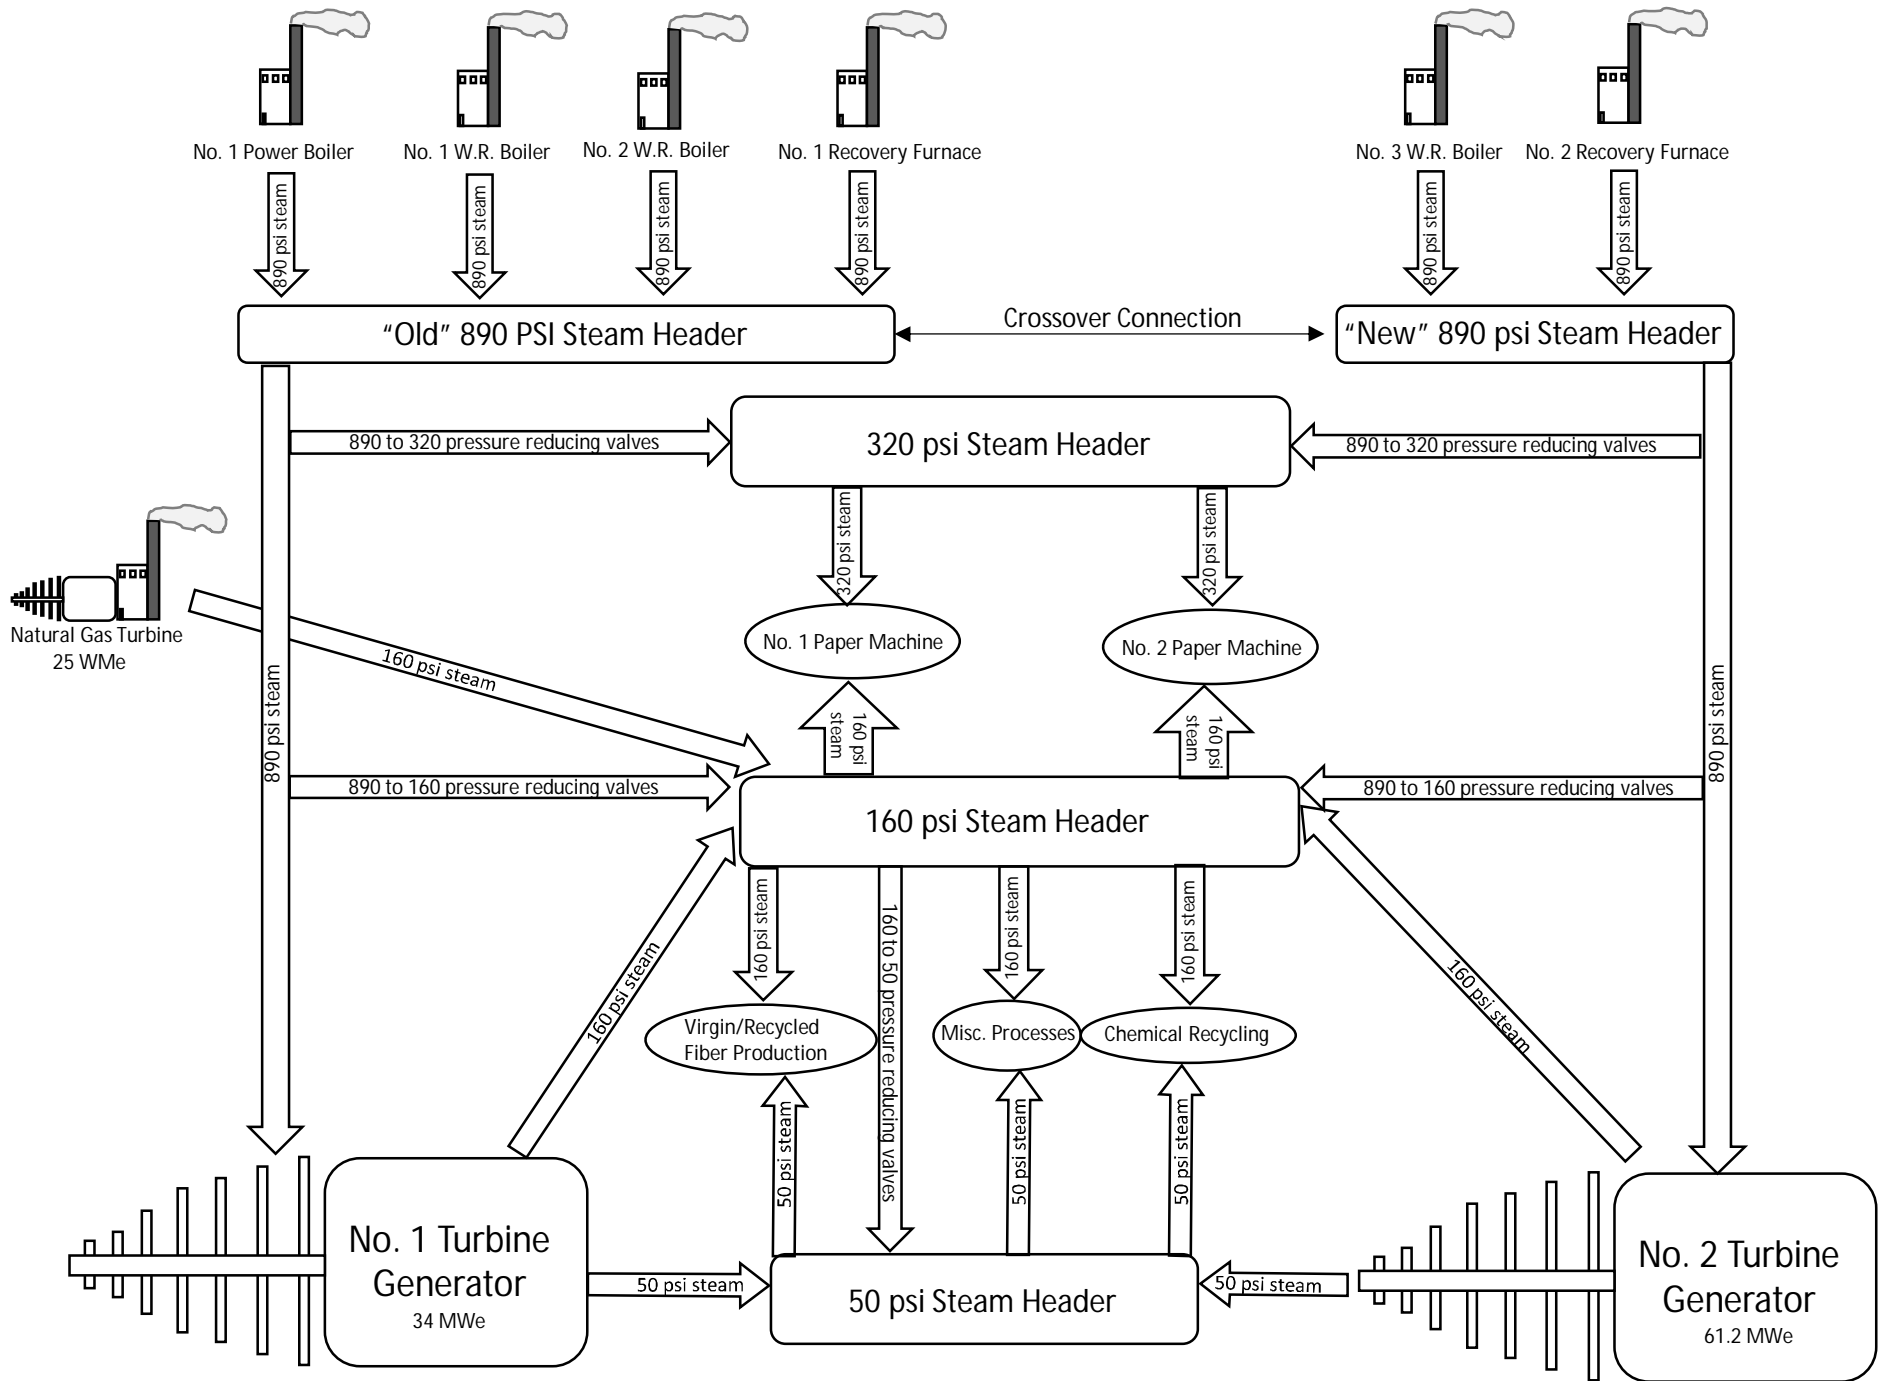 No. 1 Power Boiler
No. 1 W.R. Boiler
No. 2 W.R. Boiler
No. 1 Recovery Furnace
No. 3 W.R. Boiler
No. 2 Recovery Furnace
890 psi steam
890 psi steam
890 psi steam
890 psi steam
890 psi steam
890 psi steam
“Old” 890 PSI Steam Header
Crossover Connection
“New” 890 psi Steam Header
890 to 320 pressure reducing valves
320 psi Steam Header
890 to 320 pressure reducing valves
320 psi steam
320 psi steam
Natural Gas Turbine
25 WMe
160 psi steam
No. 1 Paper Machine
No. 2 Paper Machine
890 psi steam
890 psi steam
160 psi
steam
160 psi
steam
890 to 160 pressure reducing valves
890 to 160 pressure reducing valves
160 psi Steam Header
160 psi steam
160 to 50 pressure reducing valves
160 psi steam
160 psi steam
160 psi steam
160 psi steam
Virgin/Recycled
Fiber Production
Misc. Processes
Chemical Recycling
50 psi steam
50 psi steam
50 psi steam
No. 1 Turbine
Generator
34 MWe
50 psi steam
50 psi Steam Header
50 psi steam
No. 2 Turbine
Generator
61.2 MWe